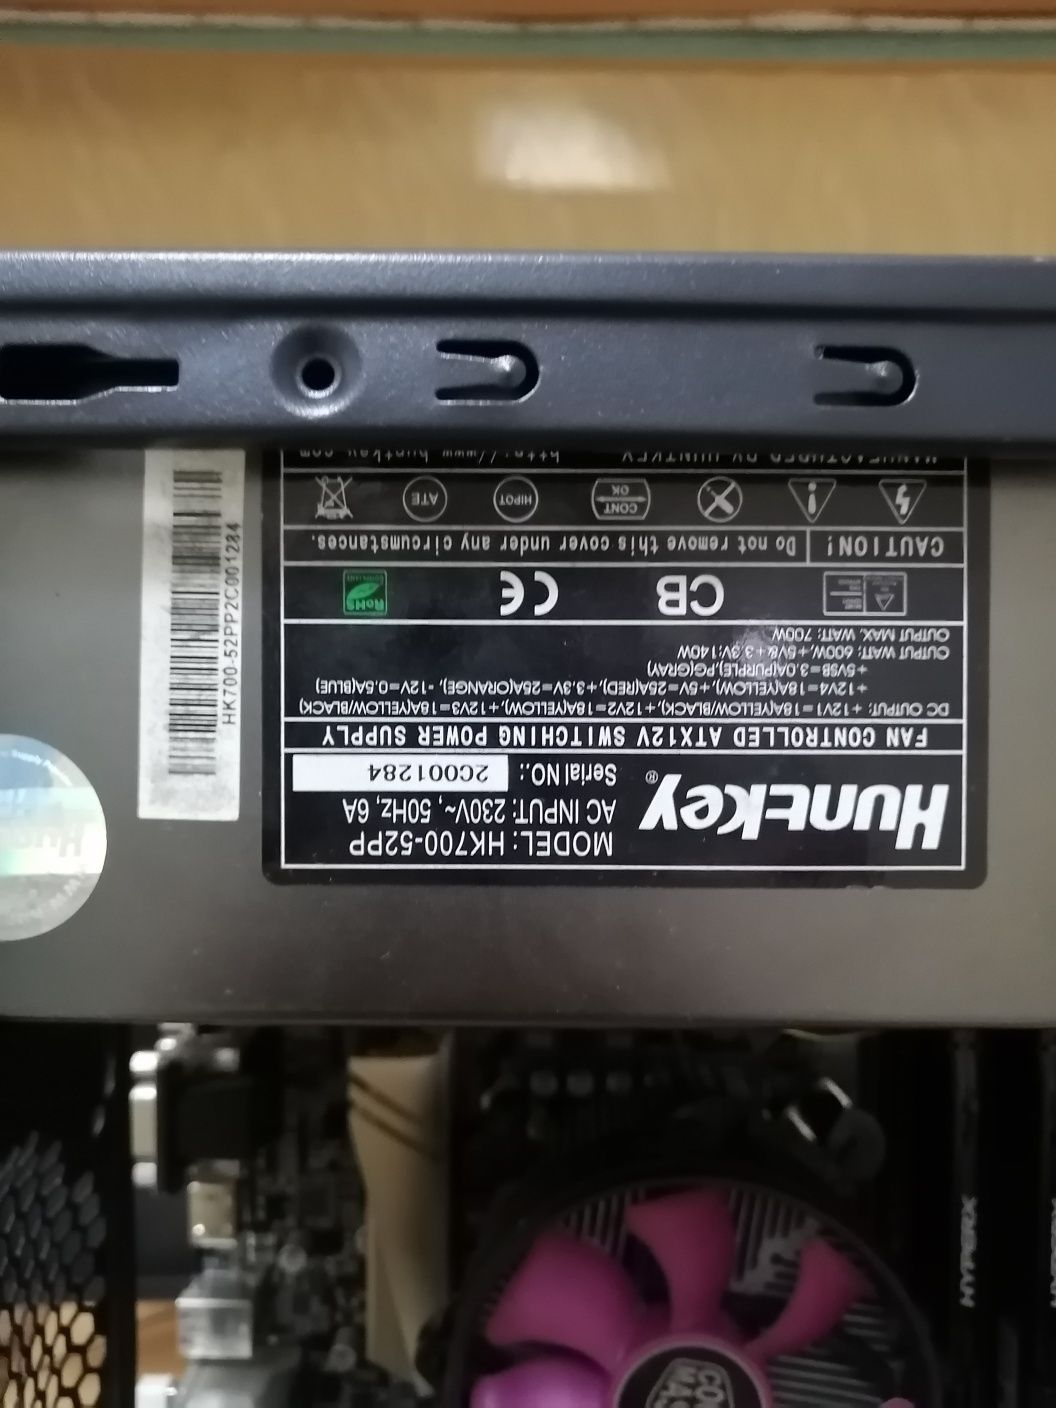 Huntkey®
MODEL: HK700-52PP
AC INPUT: 230V~, 50Hz, 6A
Serial NO.: 2C001284
FAN CONTROLLED ATX12V SWITCHING POWER SUPPLY
DC OUTPUT: +12V1=18A(YELLOW/BLACK),+12V2=18A(YELLOW),+12V3=18A(YELLOW/BLACK)
+12V4=18A(YELLOW),+5V=25A(RED),+3.3V=25A(ORANGE), -12V=0.5A(BLUE)
+5VSB=3.0A(PURPLE),PG(GRAY)
OUTPUT WATT: 600W,+5V&+3.3V:140W
OUTPUT MAX. WATT: 700W
CB
CE
RoHS
COMPLIANT
CAUTION! Do not remove this cover under any circumstances.
CONT OK
HIPOT
ATE
MANUFACTURED BY HUNTKEY http://www.huntkey.com
HK700-52PP2C001284
HYPERX